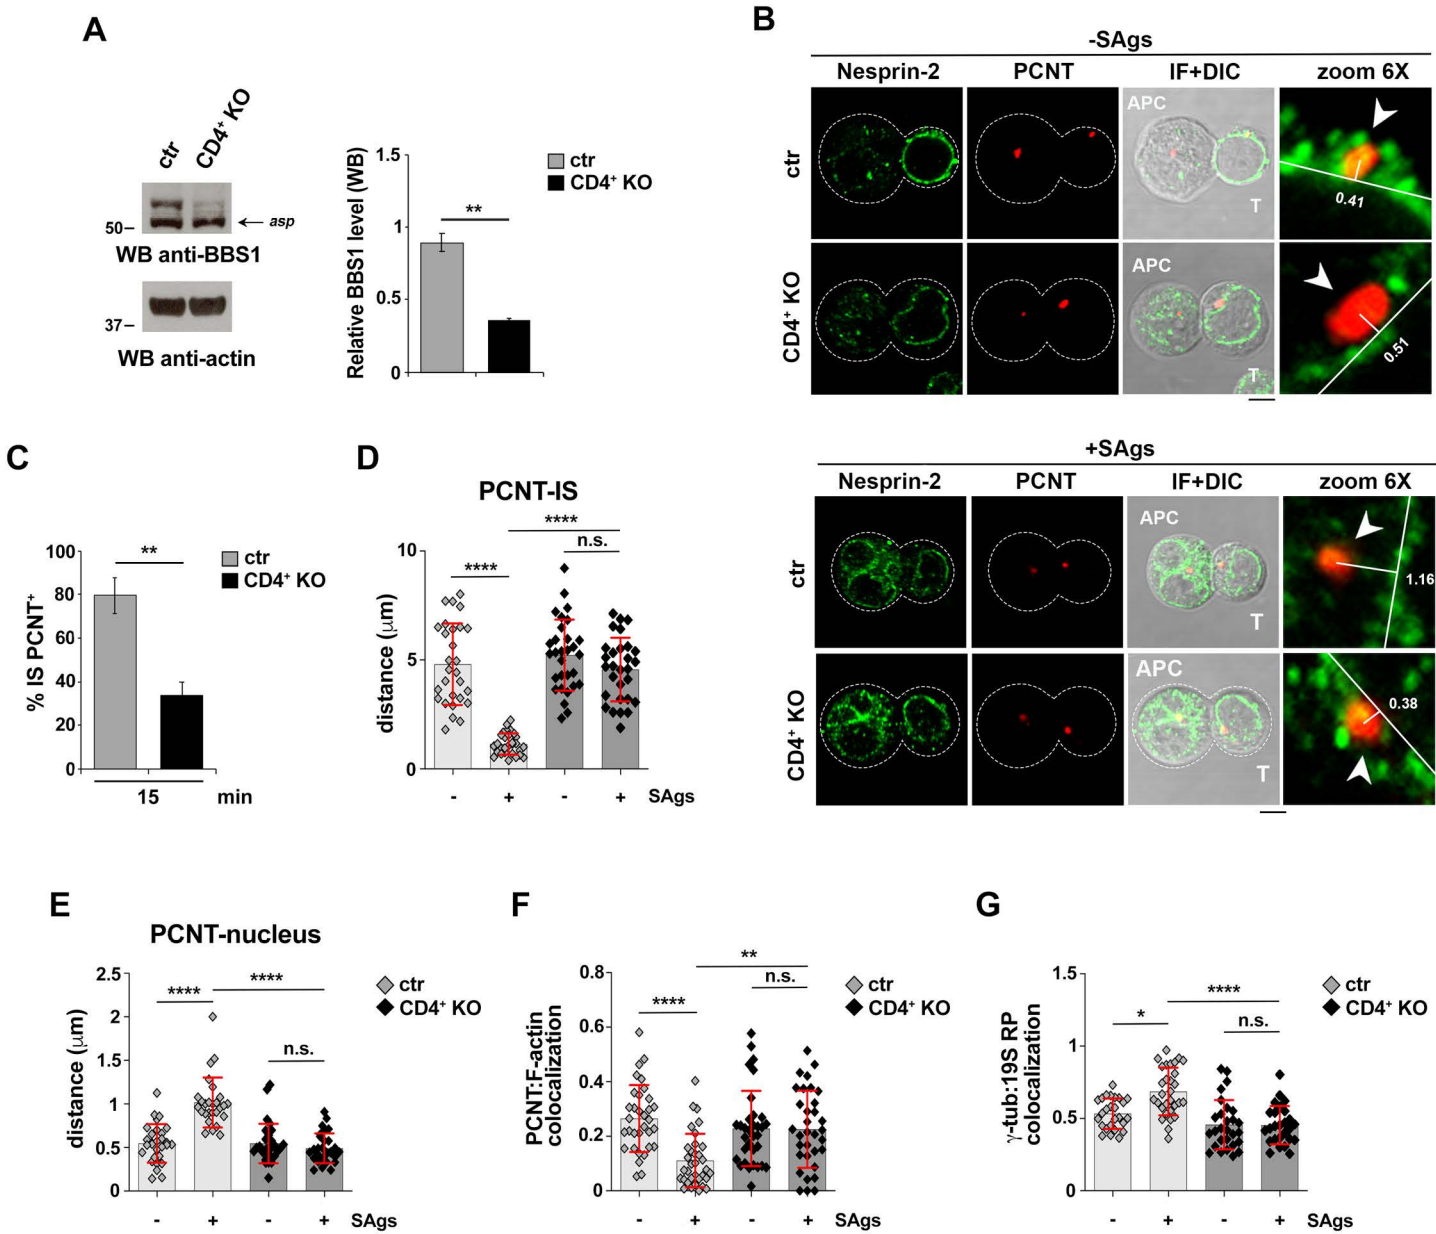 A
ctr
CD4⁺ KO
50
asp
WB anti-BBS1
37
WB anti-actin
Relative BBS1 level (WB)
1.5
1
0.5
0
**
ctr
CD4⁺ KO
B
-SAgs
Nesprin-2 PCNT IF+DIC zoom 6X
ctr
APC
T
0.41
CD4⁺ KO
APC
T
0.51
+SAgs
Nesprin-2 PCNT IF+DIC zoom 6X
ctr
APC
T
1.16
CD4⁺ KO
APC
T
0.38
C
% IS PCNT⁺
100
80
60
40
20
0
**
ctr
CD4⁺ KO
15 min
D
PCNT-IS
distance (μm)
10
5
0
****
****
n.s.
- + - + SAgs
E
PCNT-nucleus
distance (μm)
2.5
2
1.5
1
0.5
0
****
****
n.s.
ctr
CD4⁺ KO
- + - + SAgs
F
PCNT:F-actin
colocalization
0.8
0.6
0.4
0.2
0
**
n.s.
****
ctr
CD4⁺ KO
- + - + SAgs
G
γ-tub:19S RP
colocalization
1.5
1
0.5
0
****
*
n.s.
ctr
CD4⁺ KO
- + - + SAgs